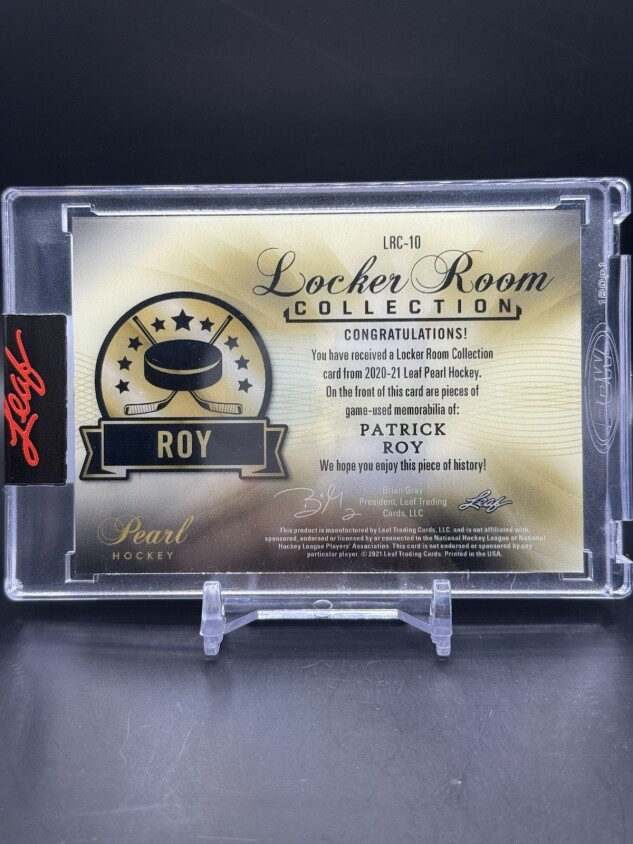 LRC-10
Locker Room
COLLECTION
CONGRATULATIONS!
You have received a Locker Room Collection
card from 2020-21 Leaf Pearl Hockey.
On the front of this card are pieces of
game-used memorabilia of:
PATRICK
ROY
We hope you enjoy this piece of history!
Brian Gray
President, Leaf Trading
Cards, LLC
Leaf
This product is manufactured by Leaf Trading Cards, LLC. and is not affiliated with,
sponsored, endorsed or licensed by or connected to the National Hockey League or National
Hockey League Players' Association. This card is not endorsed or sponsored by any
particular player. © 2021 Leaf Trading Cards. Printed in the USA.
ROY
Pearl
HOCKEY
Leaf
180pt